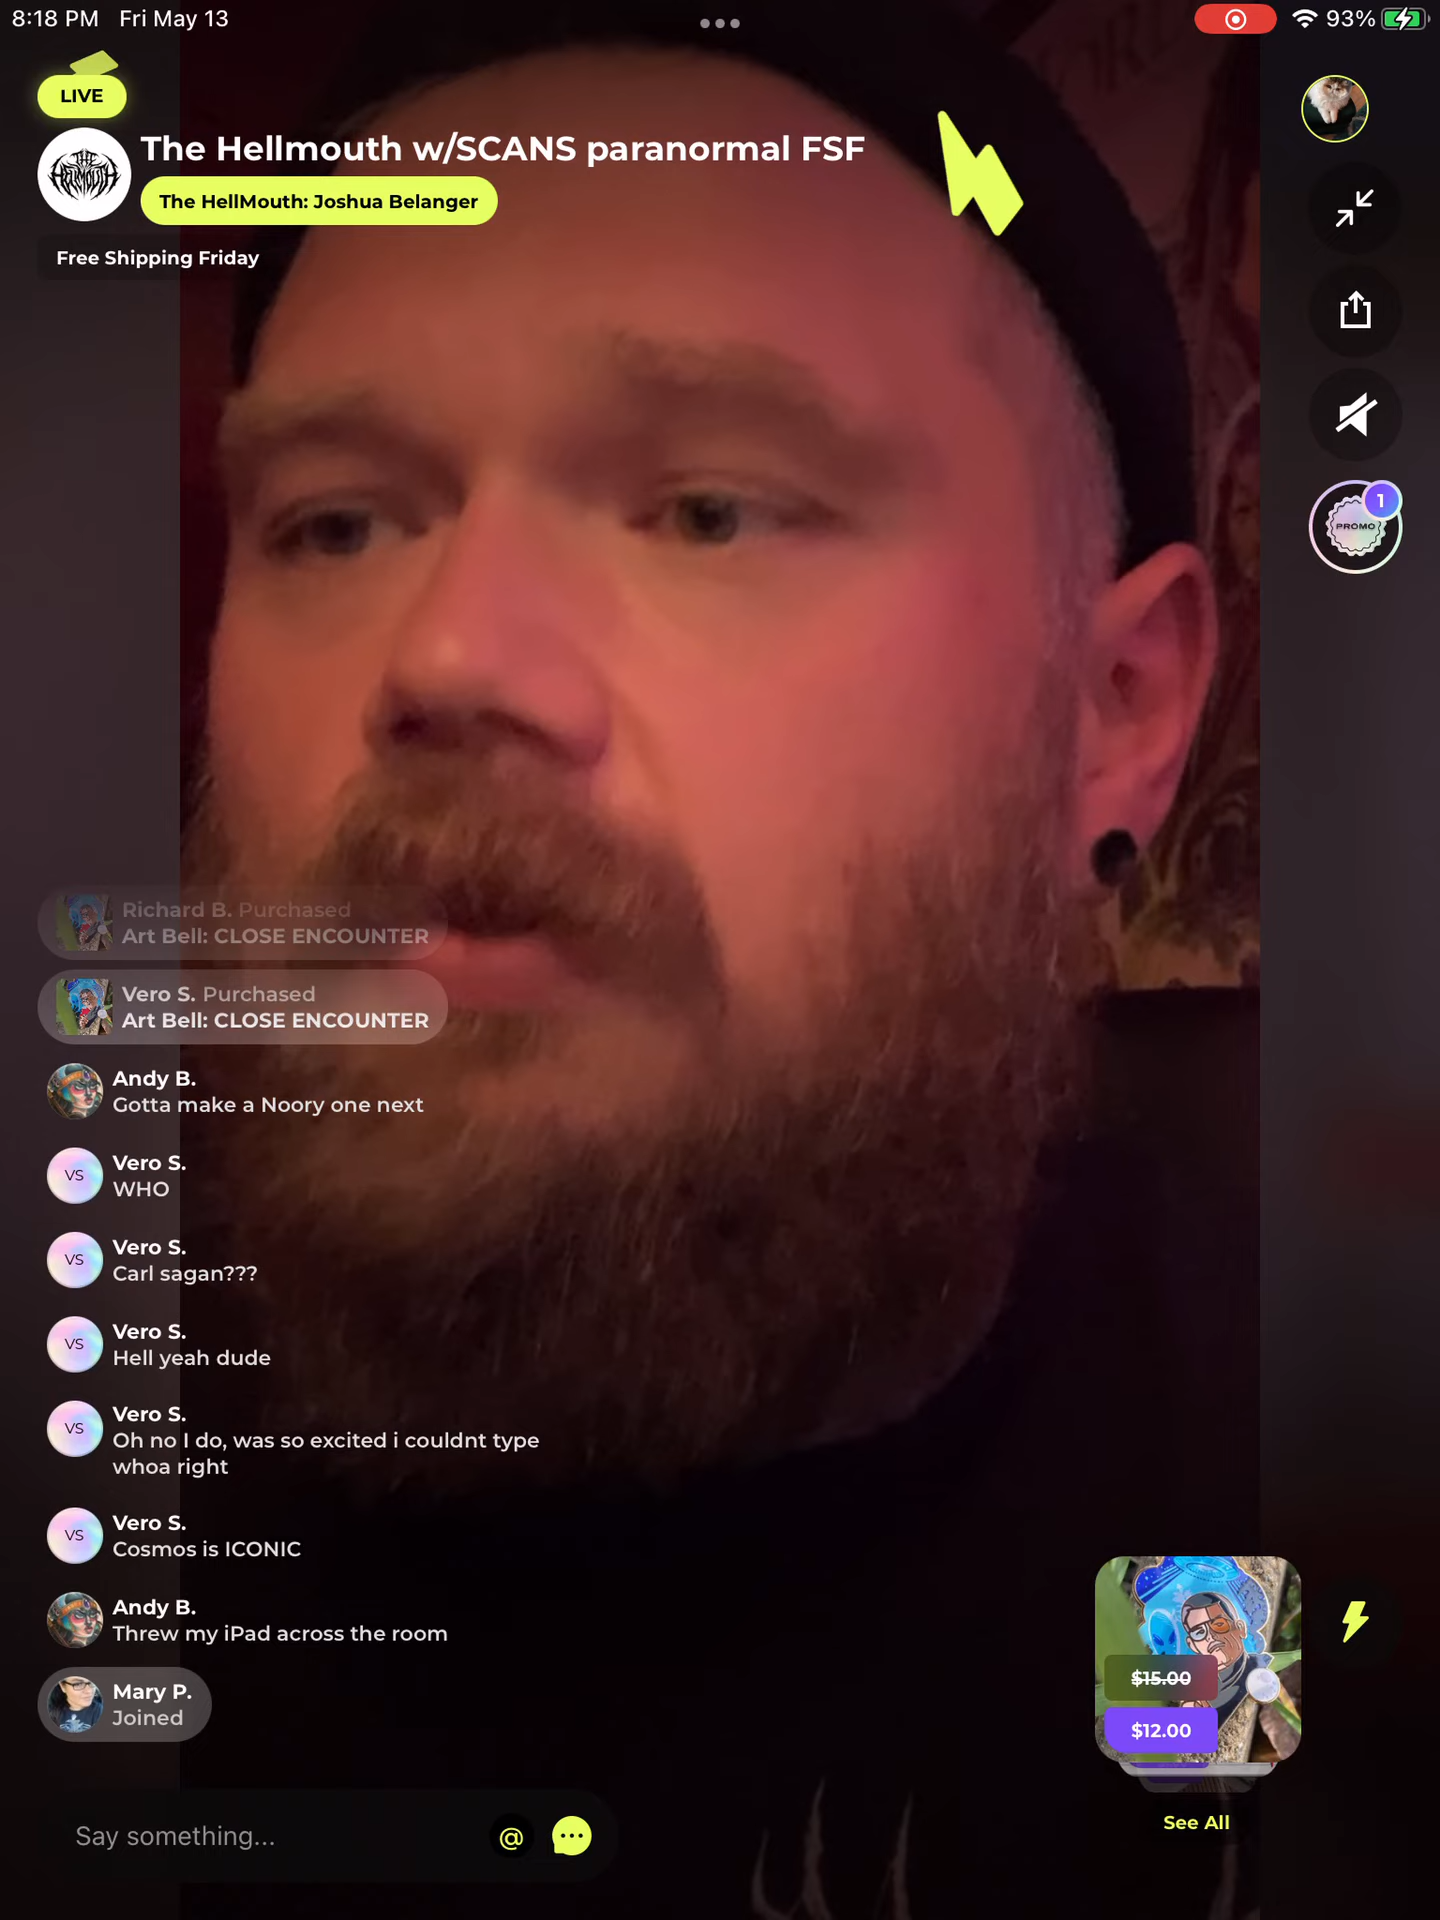 8:18 PM Fri May 13
93%
LIVE
THE HELLMOUTH
The Hellmouth w/SCANS paranormal FSF
The HellMouth: Joshua Belanger
Free Shipping Friday
1
PROMO
Richard B. Purchased
Art Bell: CLOSE ENCOUNTER
Vero S. Purchased
Art Bell: CLOSE ENCOUNTER
Andy B.
Gotta make a Noory one next
VS
Vero S.
WHO
VS
Vero S.
Carl sagan???
VS
Vero S.
Hell yeah dude
VS
Vero S.
Oh no I do, was so excited i couldnt type
whoa right
VS
Vero S.
Cosmos is ICONIC
Andy B.
Threw my iPad across the room
Mary P.
Joined
$15.00
$12.00
See All
Say something...
@